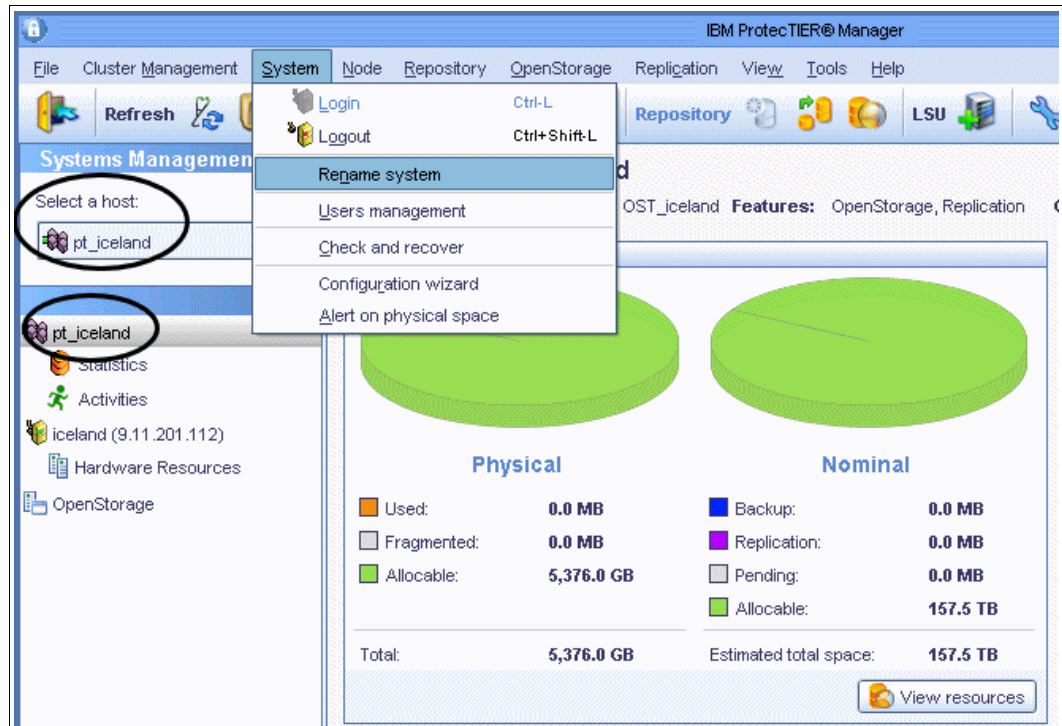 IBM ProtecTIER® Manager
File Cluster Management System Node Repository OpenStorage Replication View Tools Help
Refresh Repository LSU
Login Ctrl-L
Logout Ctrl+Shift-L
Rename system
Users management
Check and recover
Configuration wizard
Alert on physical space
Systems Managemen
Select a host:
pt_iceland
pt_iceland
Statistics
Activities
iceland (9.11.201.112)
Hardware Resources
OpenStorage
d
OST_iceland Features: OpenStorage, Replication
Physical
Used: 0.0 MB
Fragmented: 0.0 MB
Allocable: 5,376.0 GB
Total: 5,376.0 GB
Nominal
Backup: 0.0 MB
Replication: 0.0 MB
Pending: 0.0 MB
Allocable: 157.5 TB
Estimated total space: 157.5 TB
View resources